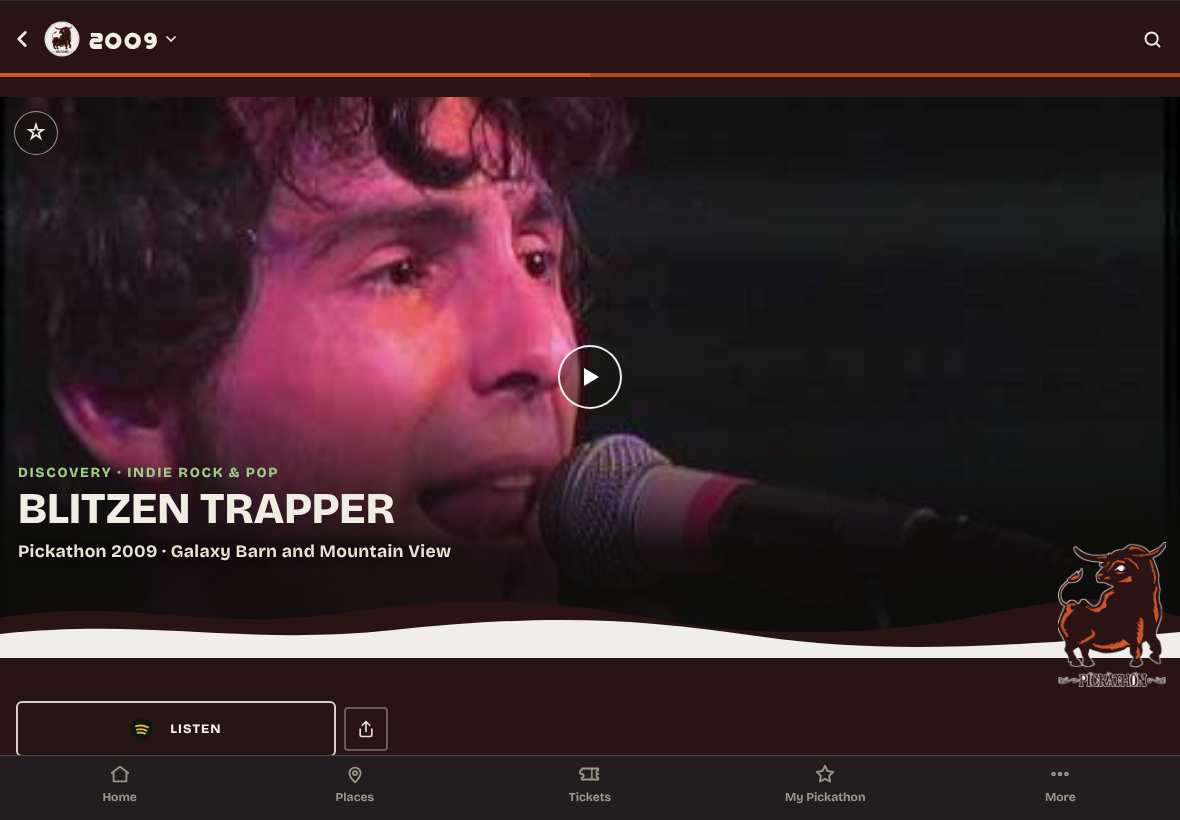 2009
DISCOVERY · INDIE ROCK & POP
BLITZEN TRAPPER
Pickathon 2009 · Galaxy Barn and Mountain View
PICKATHON
LISTEN
Home
Places
Tickets
My Pickathon
More